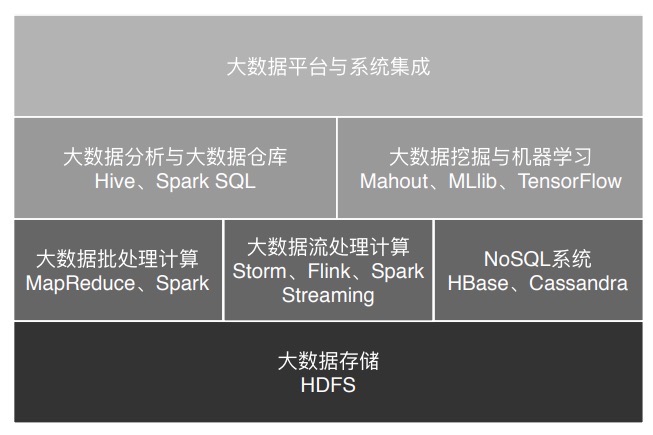 大数据平台与系统集成
大数据分析与大数据仓库
Hive、Spark SQL
大数据挖掘与机器学习
Mahout、MLlib、TensorFlow
大数据批处理计算
MapReduce、Spark
大数据流处理计算
Storm、Flink、Spark
Streaming
NoSQL系统
HBase、Cassandra
大数据存储
HDFS